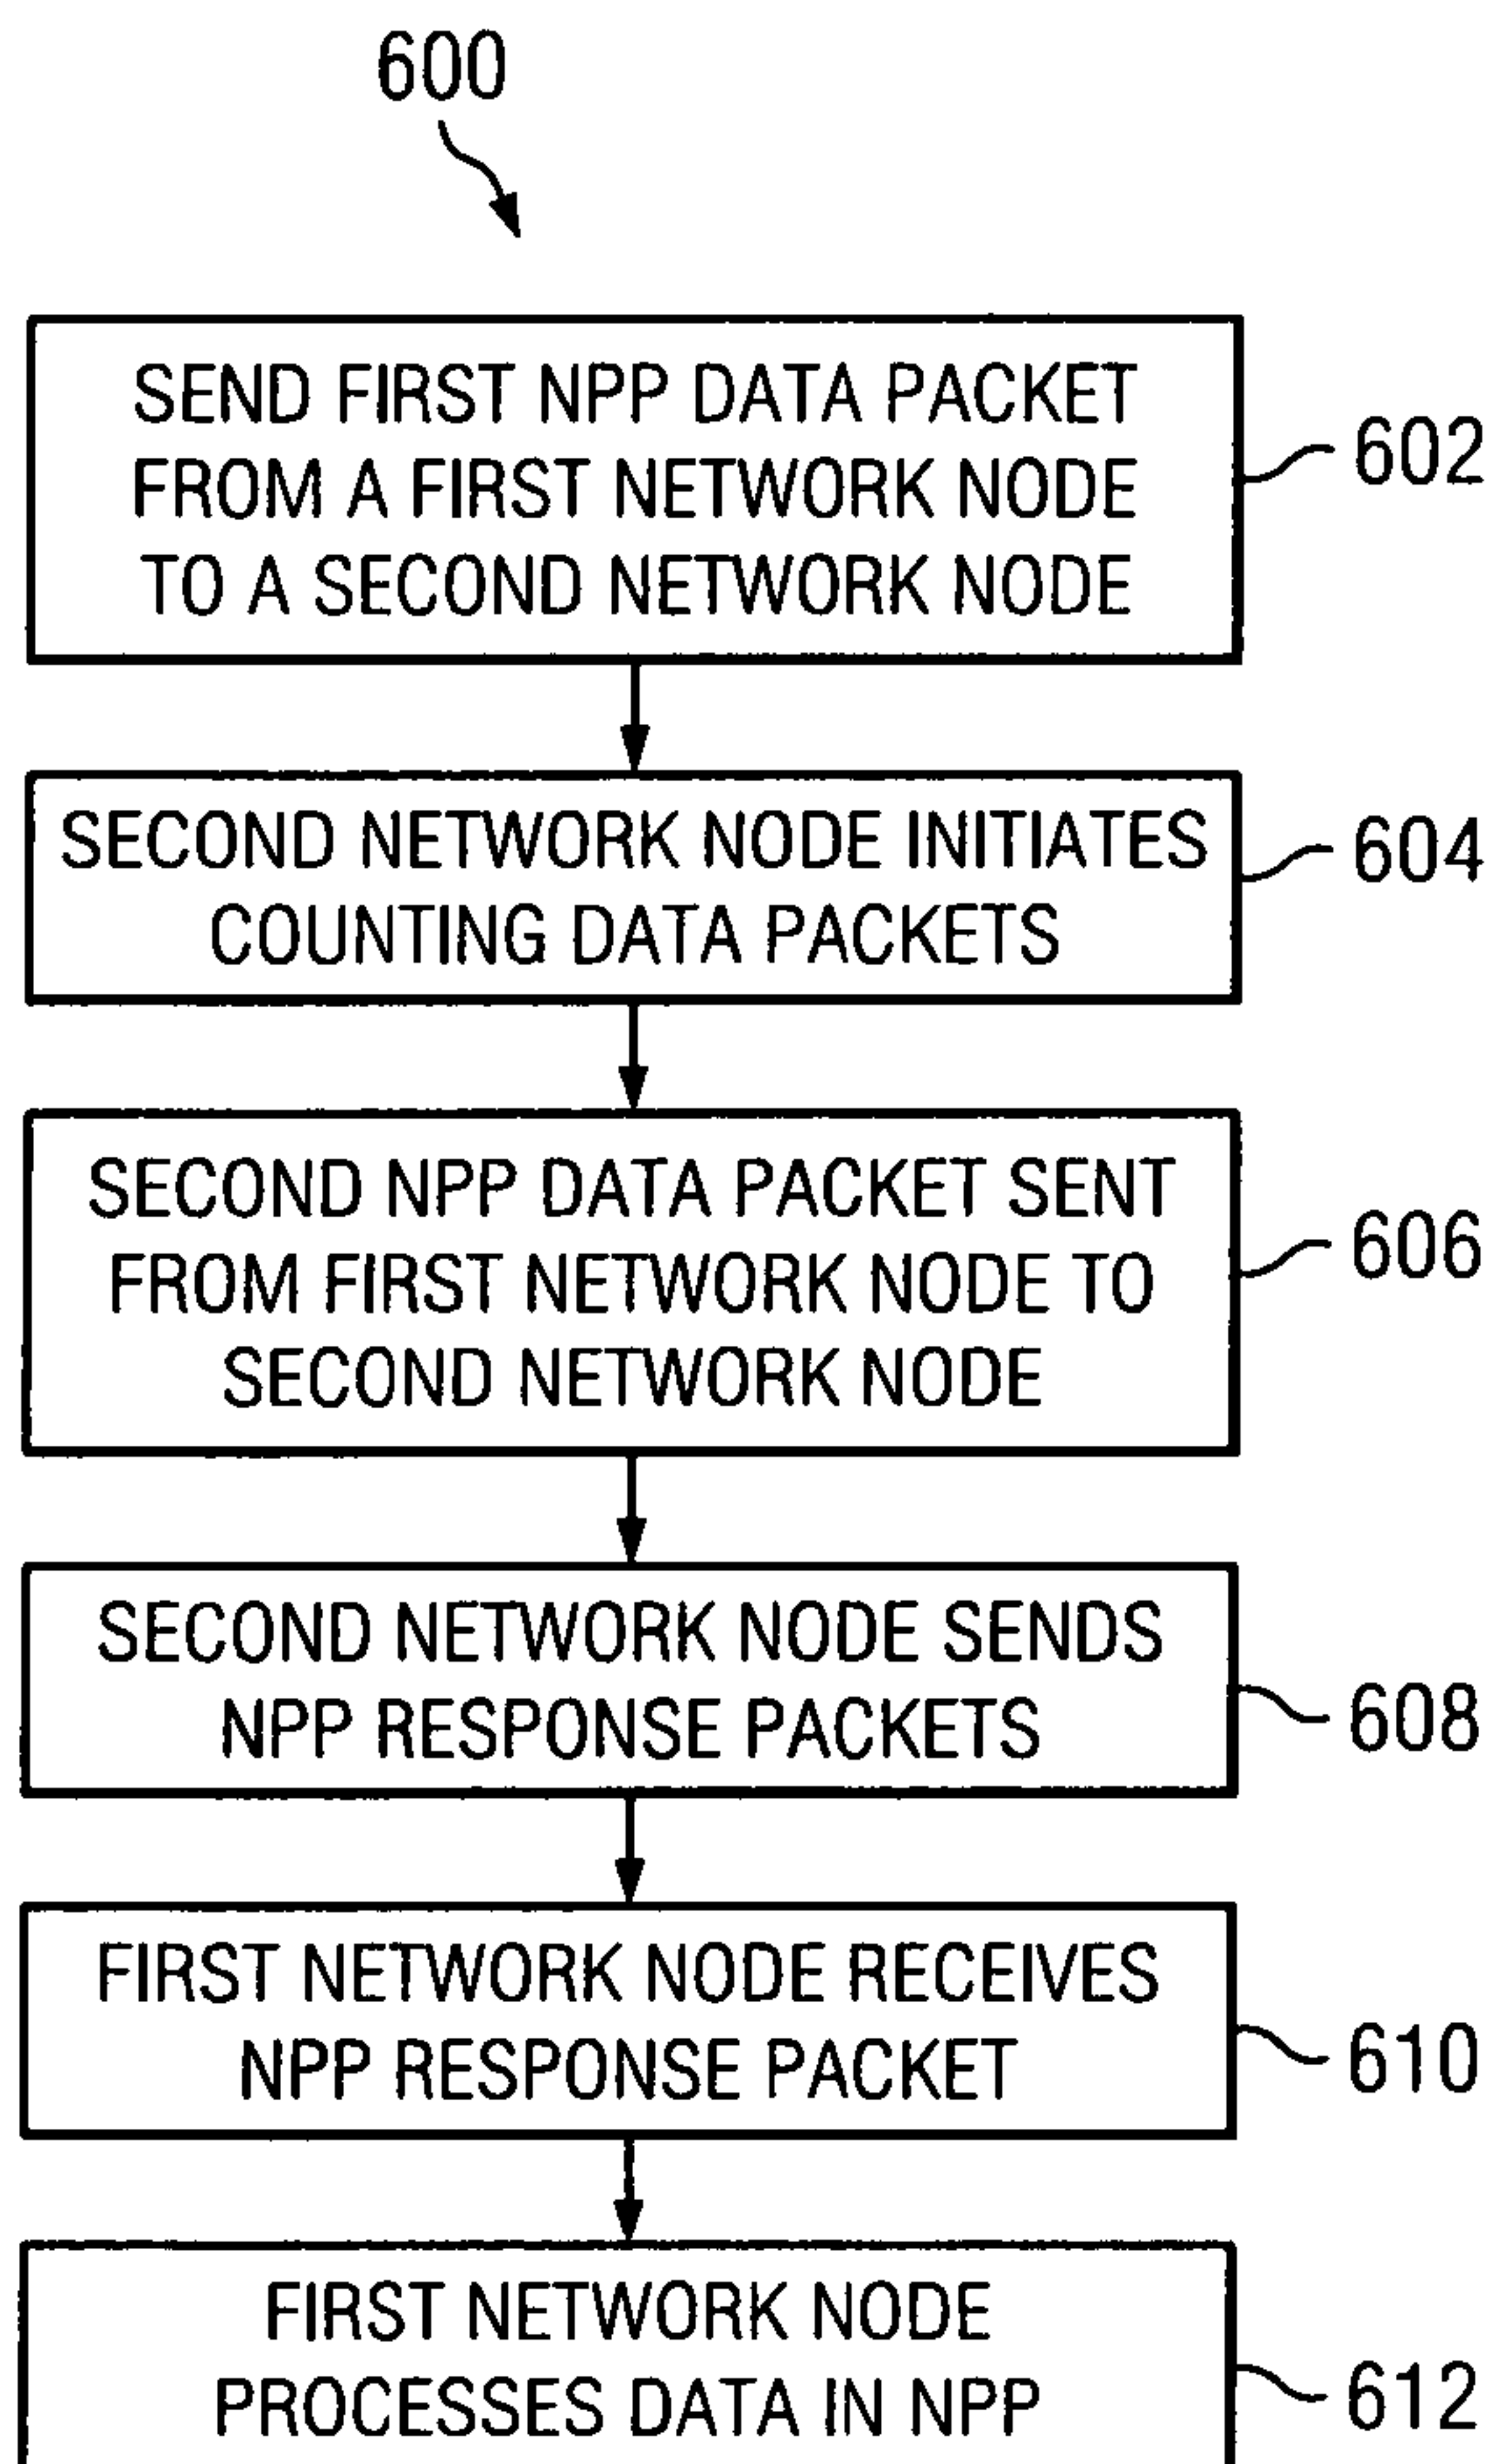 600
SEND FIRST NPP DATA PACKET
FROM A FIRST NETWORK NODE
TO A SECOND NETWORK NODE
602
SECOND NETWORK NODE INITIATES
COUNTING DATA PACKETS
604
SECOND NPP DATA PACKET SENT
FROM FIRST NETWORK NODE TO
SECOND NETWORK NODE
606
SECOND NETWORK NODE SENDS
NPP RESPONSE PACKETS
608
FIRST NETWORK NODE RECEIVES
NPP RESPONSE PACKET
610
FIRST NETWORK NODE
PROCESSES DATA IN NPP
612